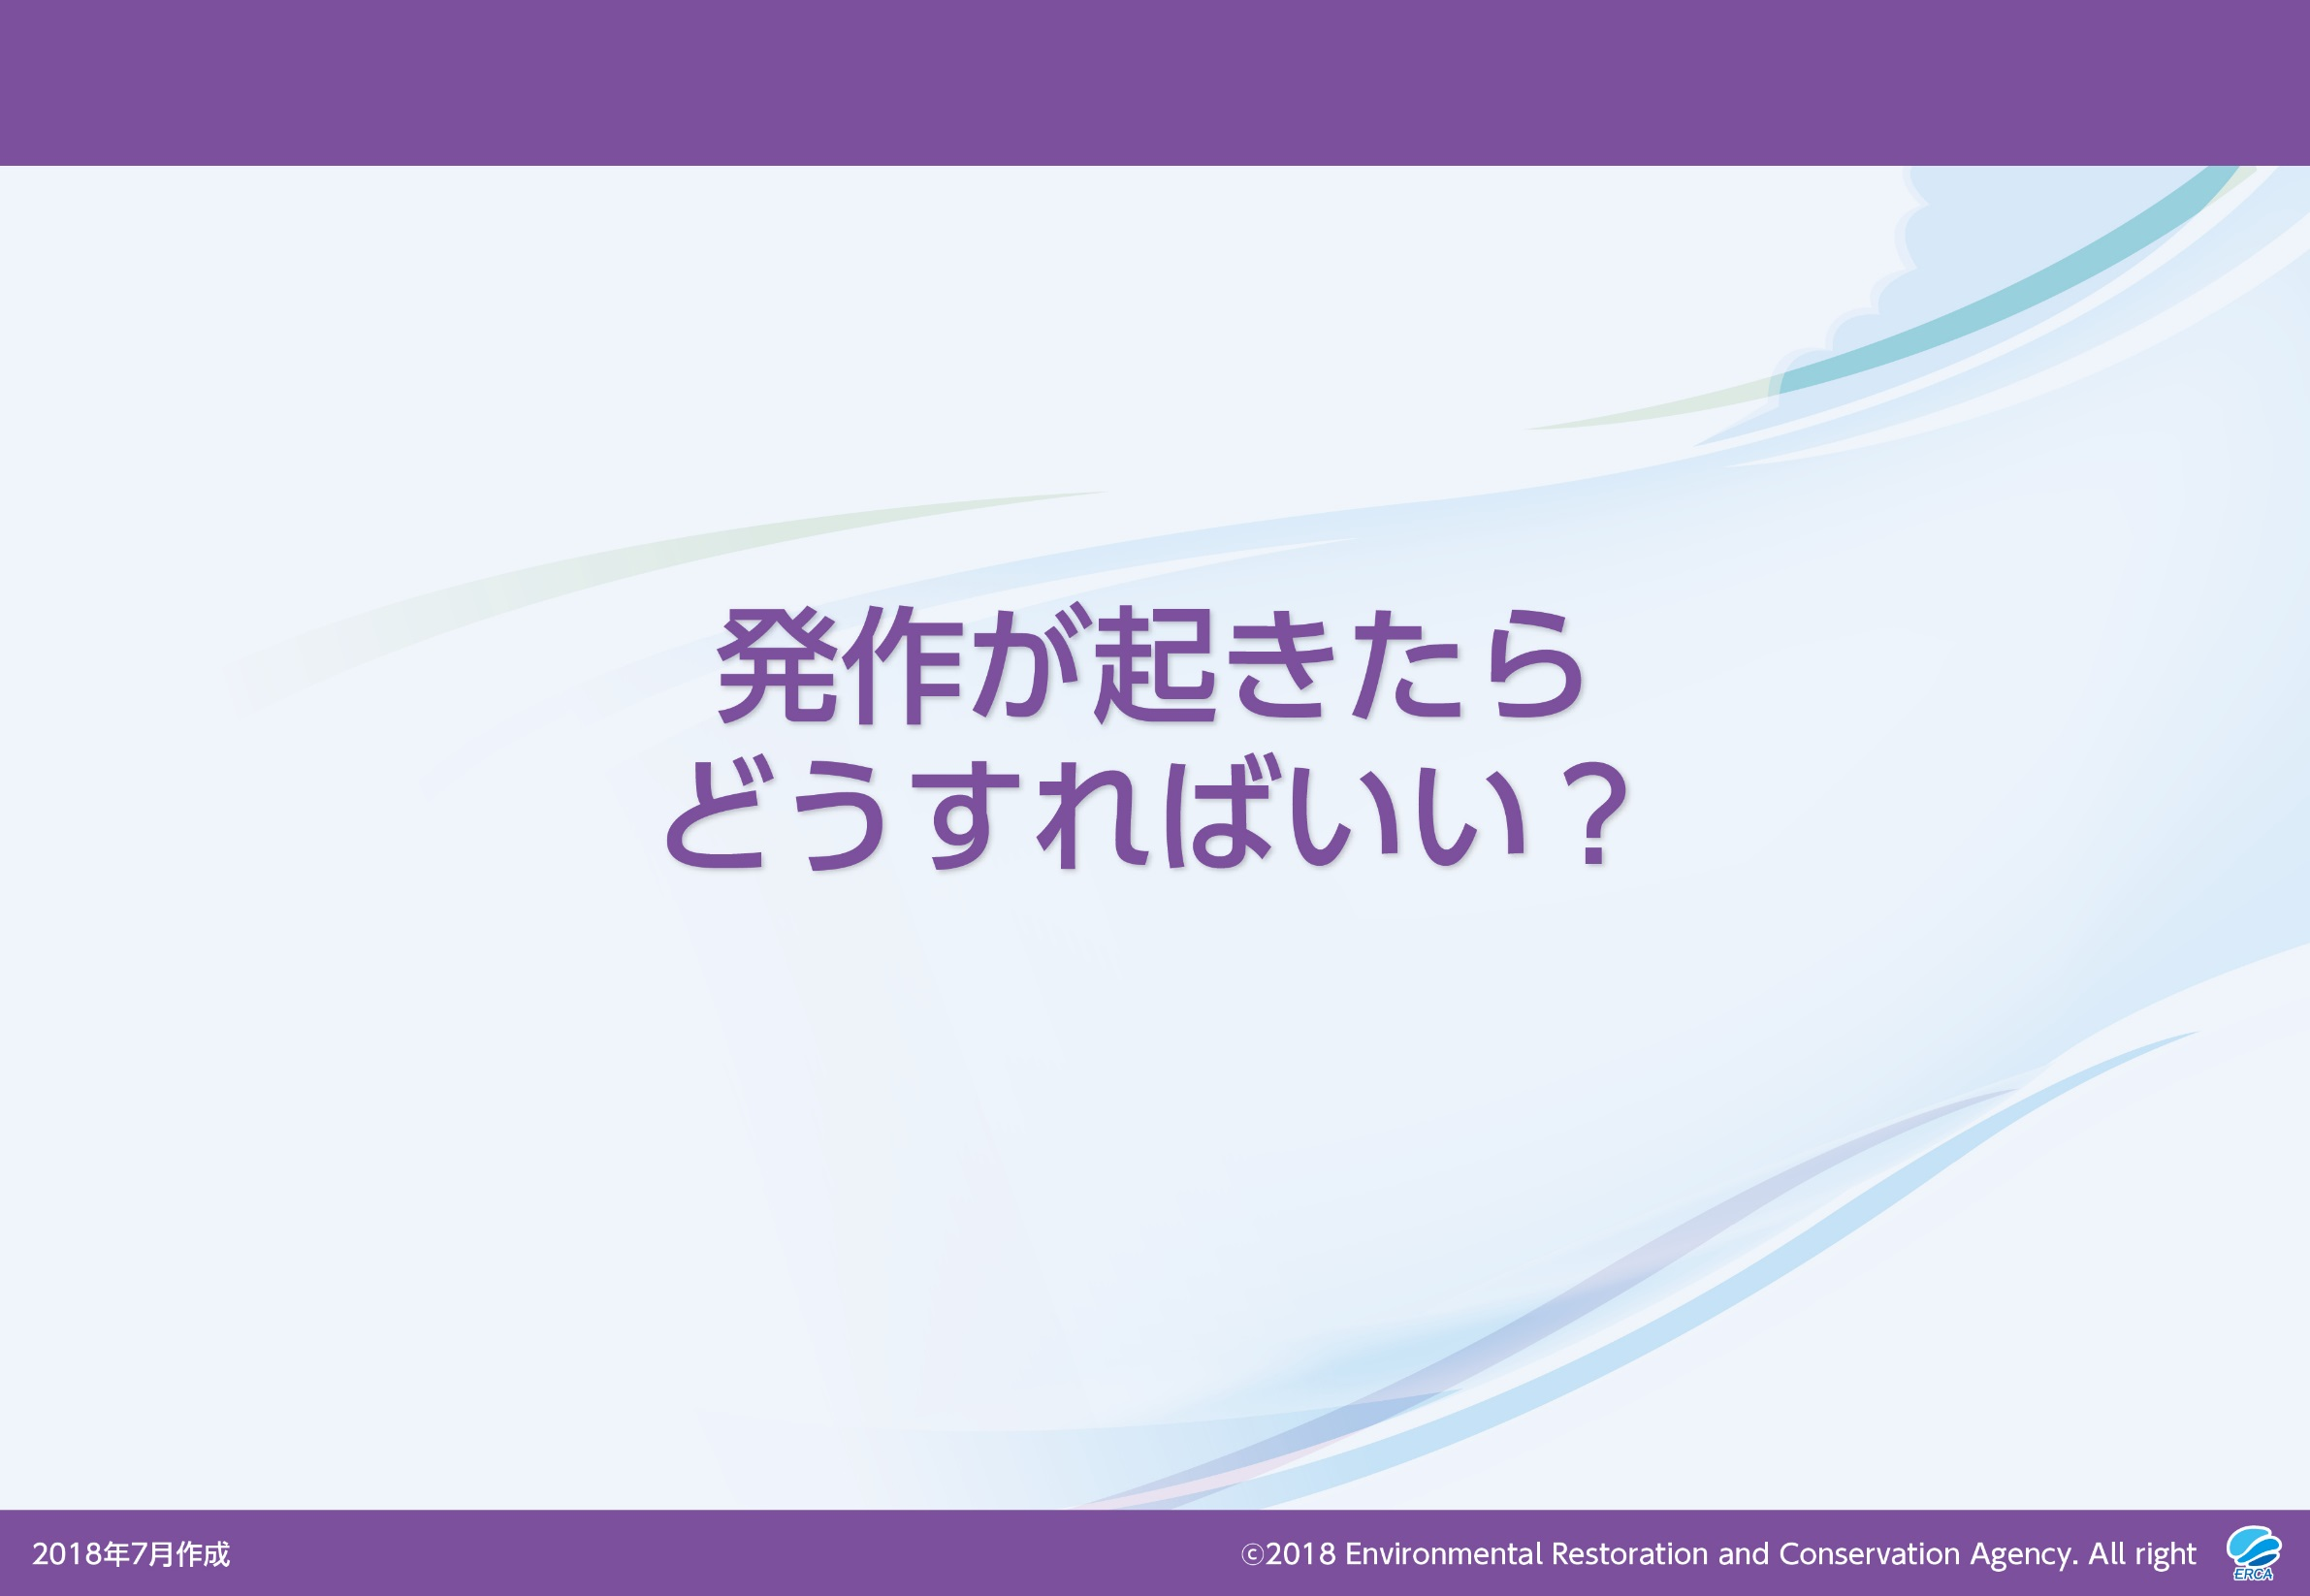 発作が起きたら
どうすればいい？
2018年7月作成
©2018 Environmental Restoration and Conservation Agency. All right
ERCA